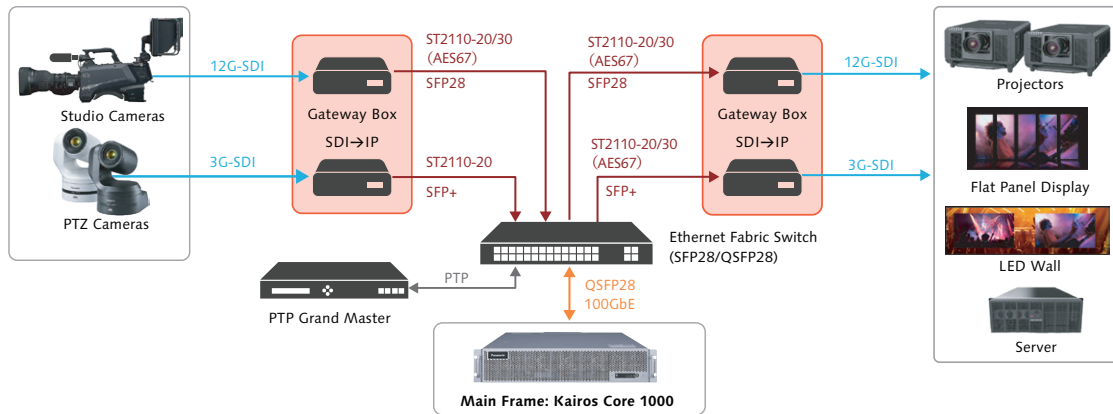 12G-SDI
Studio Cameras
3G-SDI
PTZ Cameras
Gateway Box
SDI→IP
ST2110-20/30
(AES67)
SFP28
ST2110-20
SFP+
ST2110-20/30
(AES67)
SFP28
ST2110-20/30
(AES67)
SFP+
Gateway Box
SDI→IP
12G-SDI
3G-SDI
Projectors
Flat Panel Display
LED Wall
Server
Ethernet Fabric Switch
(SFP28/QSFP28)
PTP
PTP Grand Master
QSFP28
100GbE
Panasonic
Main Frame: Kairos Core 1000